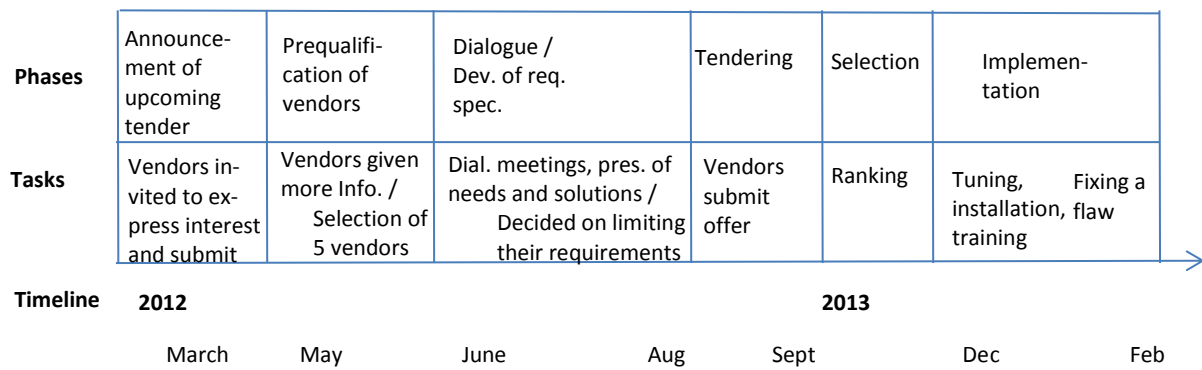 Phases
Announce-
ment of
upcoming
tender
Prequalifi-
cation of
vendors
Dialogue /
Dev. of req.
spec.
Tendering
Selection
Implemen-
tation
Tasks
Vendors in-
vited to ex-
press interest
and submit
Vendors given
more Info. /
Selection of
5 vendors
Dial. meetings, pres. of
needs and solutions /
Decided on limiting
their requirements
Vendors
submit
offer
Ranking
Tuning,
installation,
training
Fixing a
flaw
Timeline 2012 2013
March May June Aug Sept Dec Feb